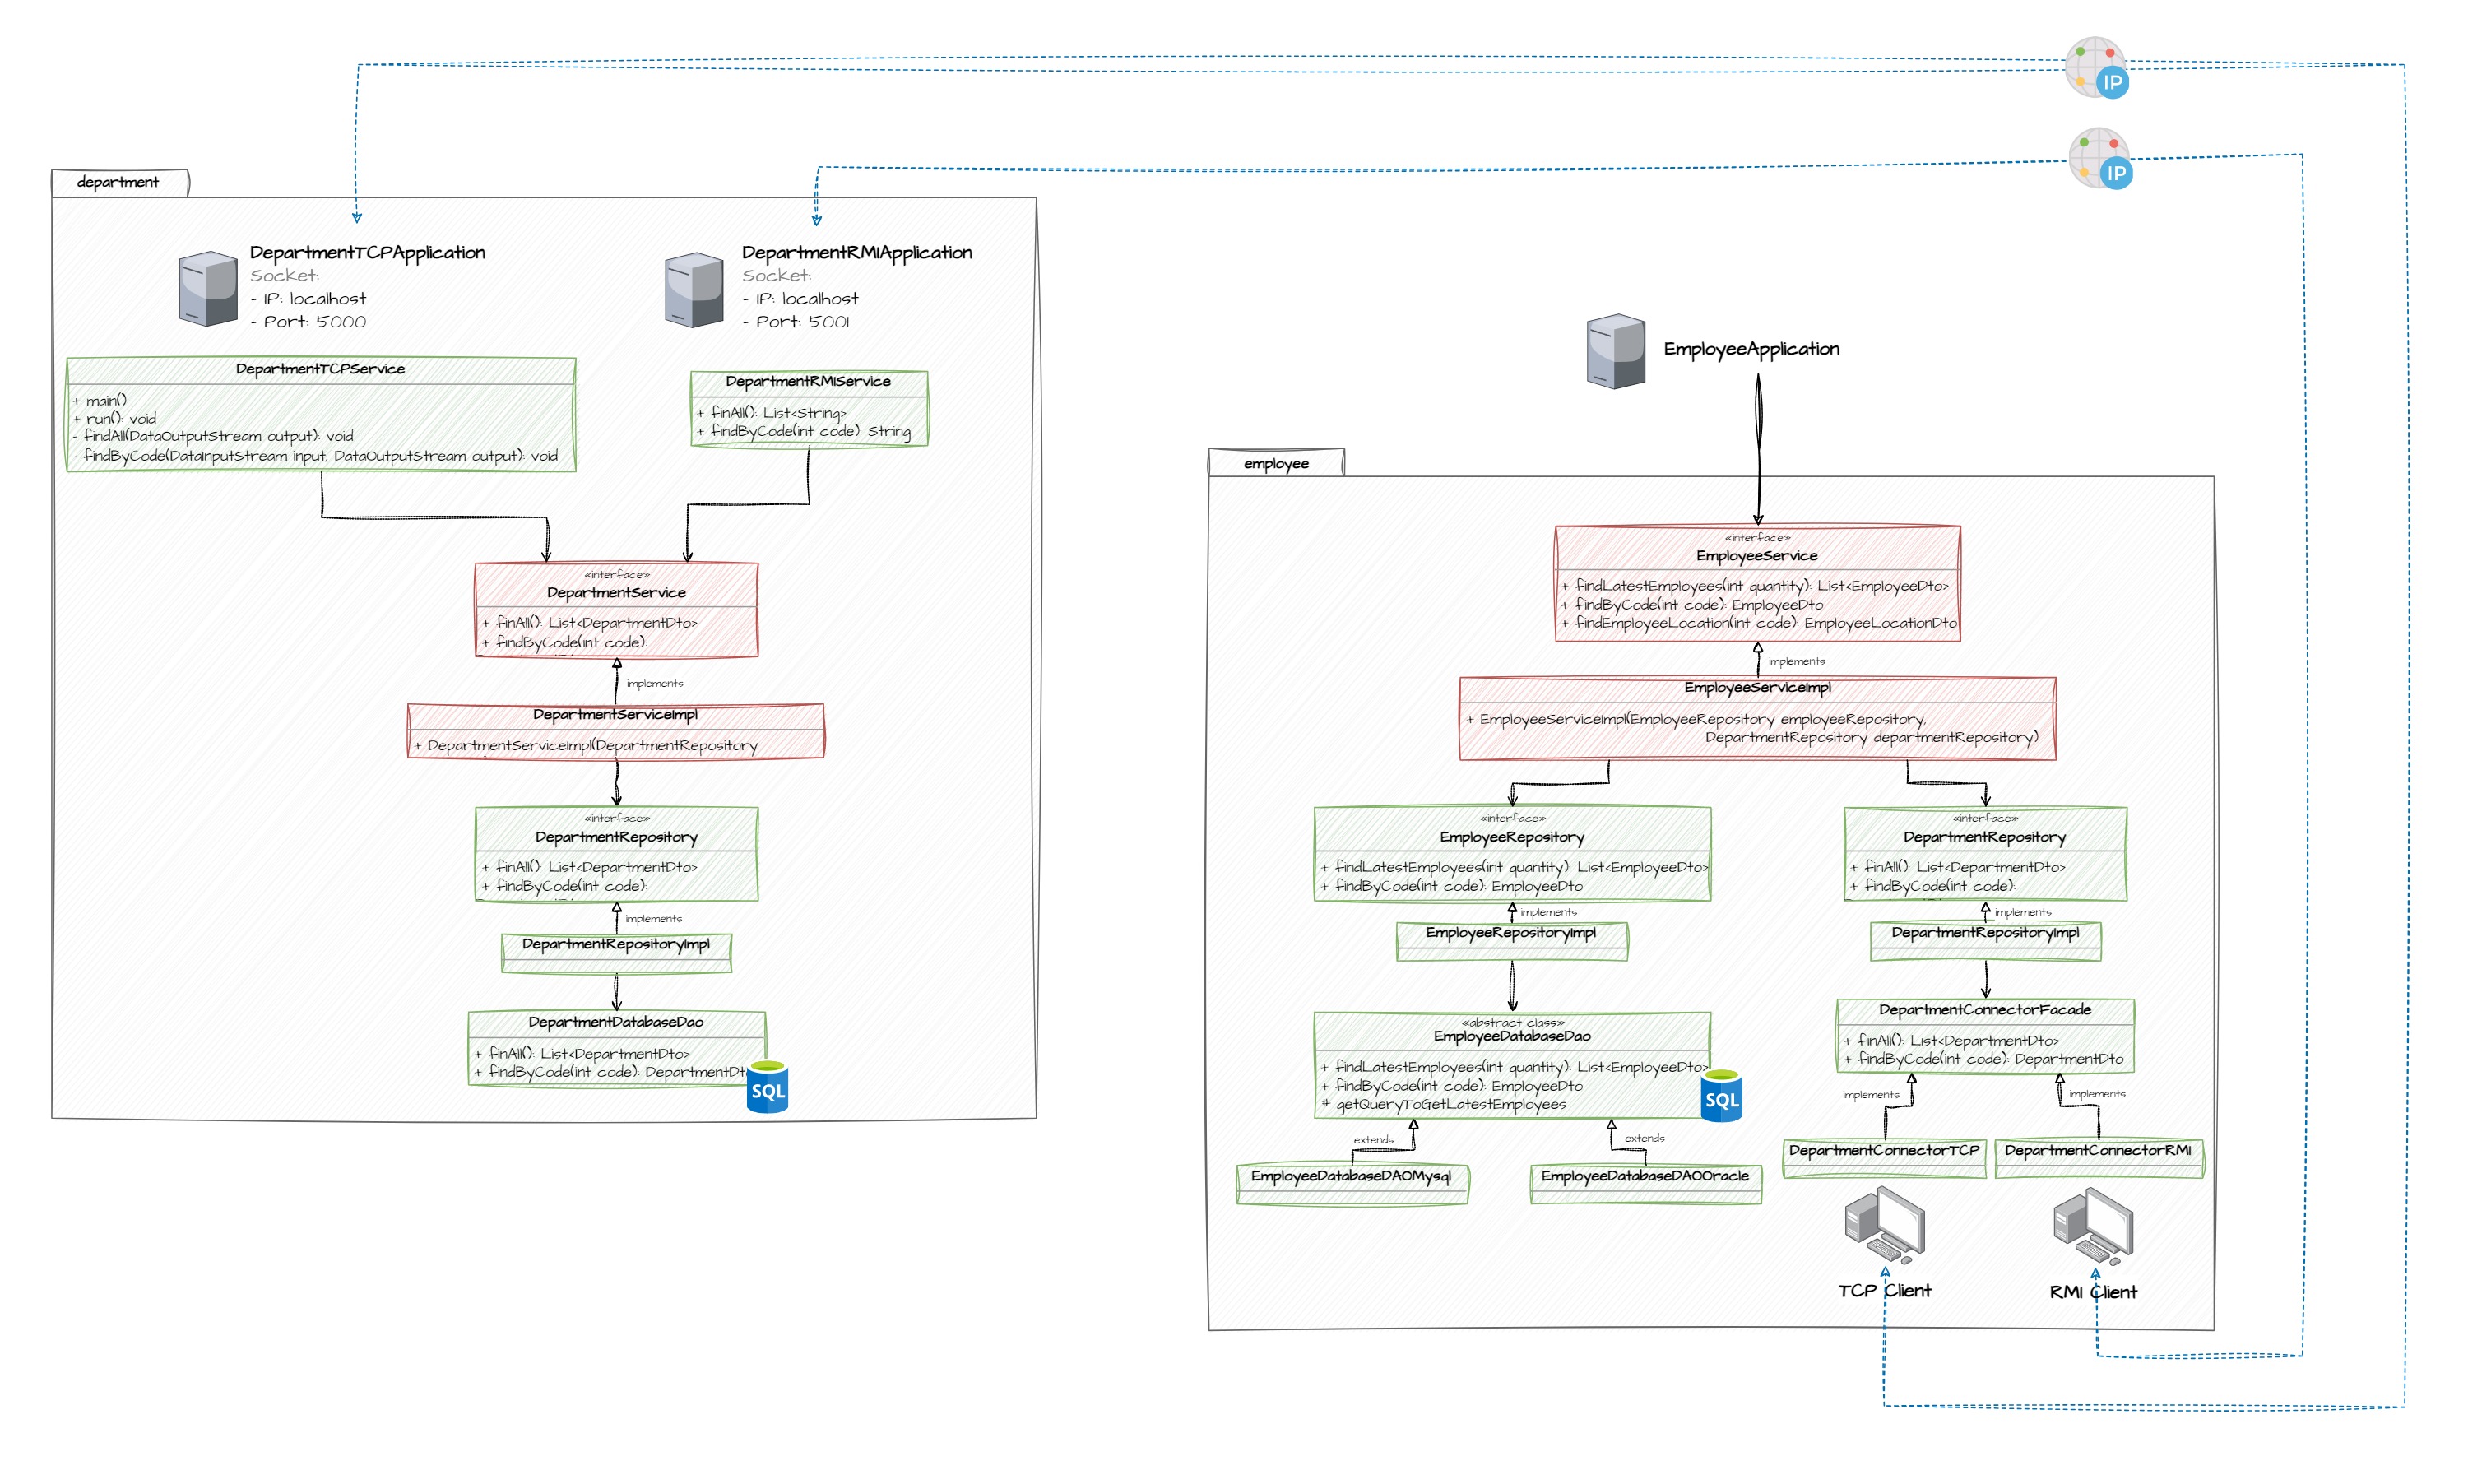 IP
IP
department
DepartmentTCPApplication
Socket:
- IP: localhost
- Port: 5000
DepartmentRMIApplication
Socket:
- IP: localhost
- Port: 5001
DepartmentTCPService
+ main()
+ run(): void
- findAll(DataOutputStream output): void
- findByCode(DataInputStream input, DataOutputStream output): void
DepartmentRMIService
+ finAll(): List<String>
+ findByCode(int code): String
«interface»
DepartmentService
+ finAll(): List<DepartmentDto>
+ findByCode(int code):
implements
DepartmentServiceImpl
+ DepartmentServiceImpl(DepartmentRepository
«interface»
DepartmentRepository
+ finAll(): List<DepartmentDto>
+ findByCode(int code):
implements
DepartmentRepositoryImpl
DepartmentDatabaseDao
+ finAll(): List<DepartmentDto>
+ findByCode(int code): DepartmentDt
SQL
EmployeeApplication
employee
«interface»
EmployeeService
+ findLatestEmployees(int quantity): List<EmployeeDto>
+ findByCode(int code): EmployeeDto
+ findEmployeeLocation(int code): EmployeeLocationDto
implements
EmployeeServiceImpl
+ EmployeeServiceImpl(EmployeeRepository employeeRepository,
DepartmentRepository departmentRepository)
«interface»
EmployeeRepository
+ findLatestEmployees(int quantity): List<EmployeeDto>
+ findByCode(int code): EmployeeDto
implements
EmployeeRepositoryImpl
«abstract class»
EmployeeDatabaseDao
+ findLatestEmployees(int quantity): List<EmployeeDto>
+ findByCode(int code): EmployeeDto
# getQueryToGetLatestEmployees
SQL
extends
extends
EmployeeDatabaseDAOMysql
EmployeeDatabaseDAOOracle
«interface»
DepartmentRepository
+ finAll(): List<DepartmentDto>
+ findByCode(int code):
implements
DepartmentRepositoryImpl
DepartmentConnectorFacade
+ finAll(): List<DepartmentDto>
+ findByCode(int code): DepartmentDto
implements
implements
DepartmentConnectorTCP
DepartmentConnectorRMI
TCP Client
RMI Client